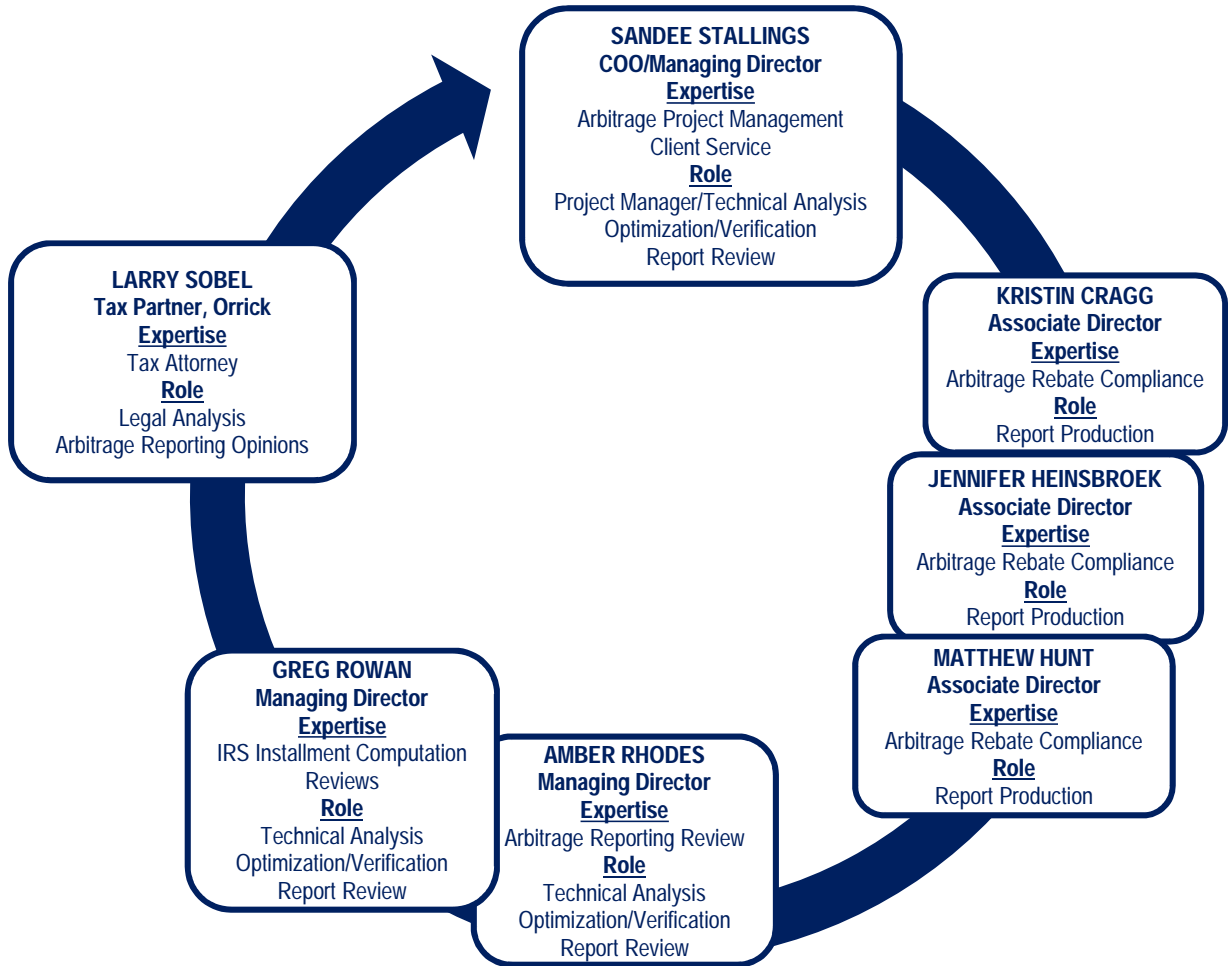 SANDEE STALLINGS
COO/Managing Director
Expertise
Arbitrage Project Management
Client Service
Role
Project Manager/Technical Analysis
Optimization/Verification
Report Review
KRISTIN CRAGG
Associate Director
Expertise
Arbitrage Rebate Compliance
Role
Report Production
JENNIFER HEINSBROEK
Associate Director
Expertise
Arbitrage Rebate Compliance
Role
Report Production
MATTHEW HUNT
Associate Director
Expertise
Arbitrage Rebate Compliance
Role
Report Production
AMBER RHODES
Managing Director
Expertise
Arbitrage Reporting Review
Role
Technical Analysis
Optimization/Verification
Report Review
GREG ROWAN
Managing Director
Expertise
IRS Installment Computation
Reviews
Role
Technical Analysis
Optimization/Verification
Report Review
LARRY SOBEL
Tax Partner, Orrick
Expertise
Tax Attorney
Role
Legal Analysis
Arbitrage Reporting Opinions